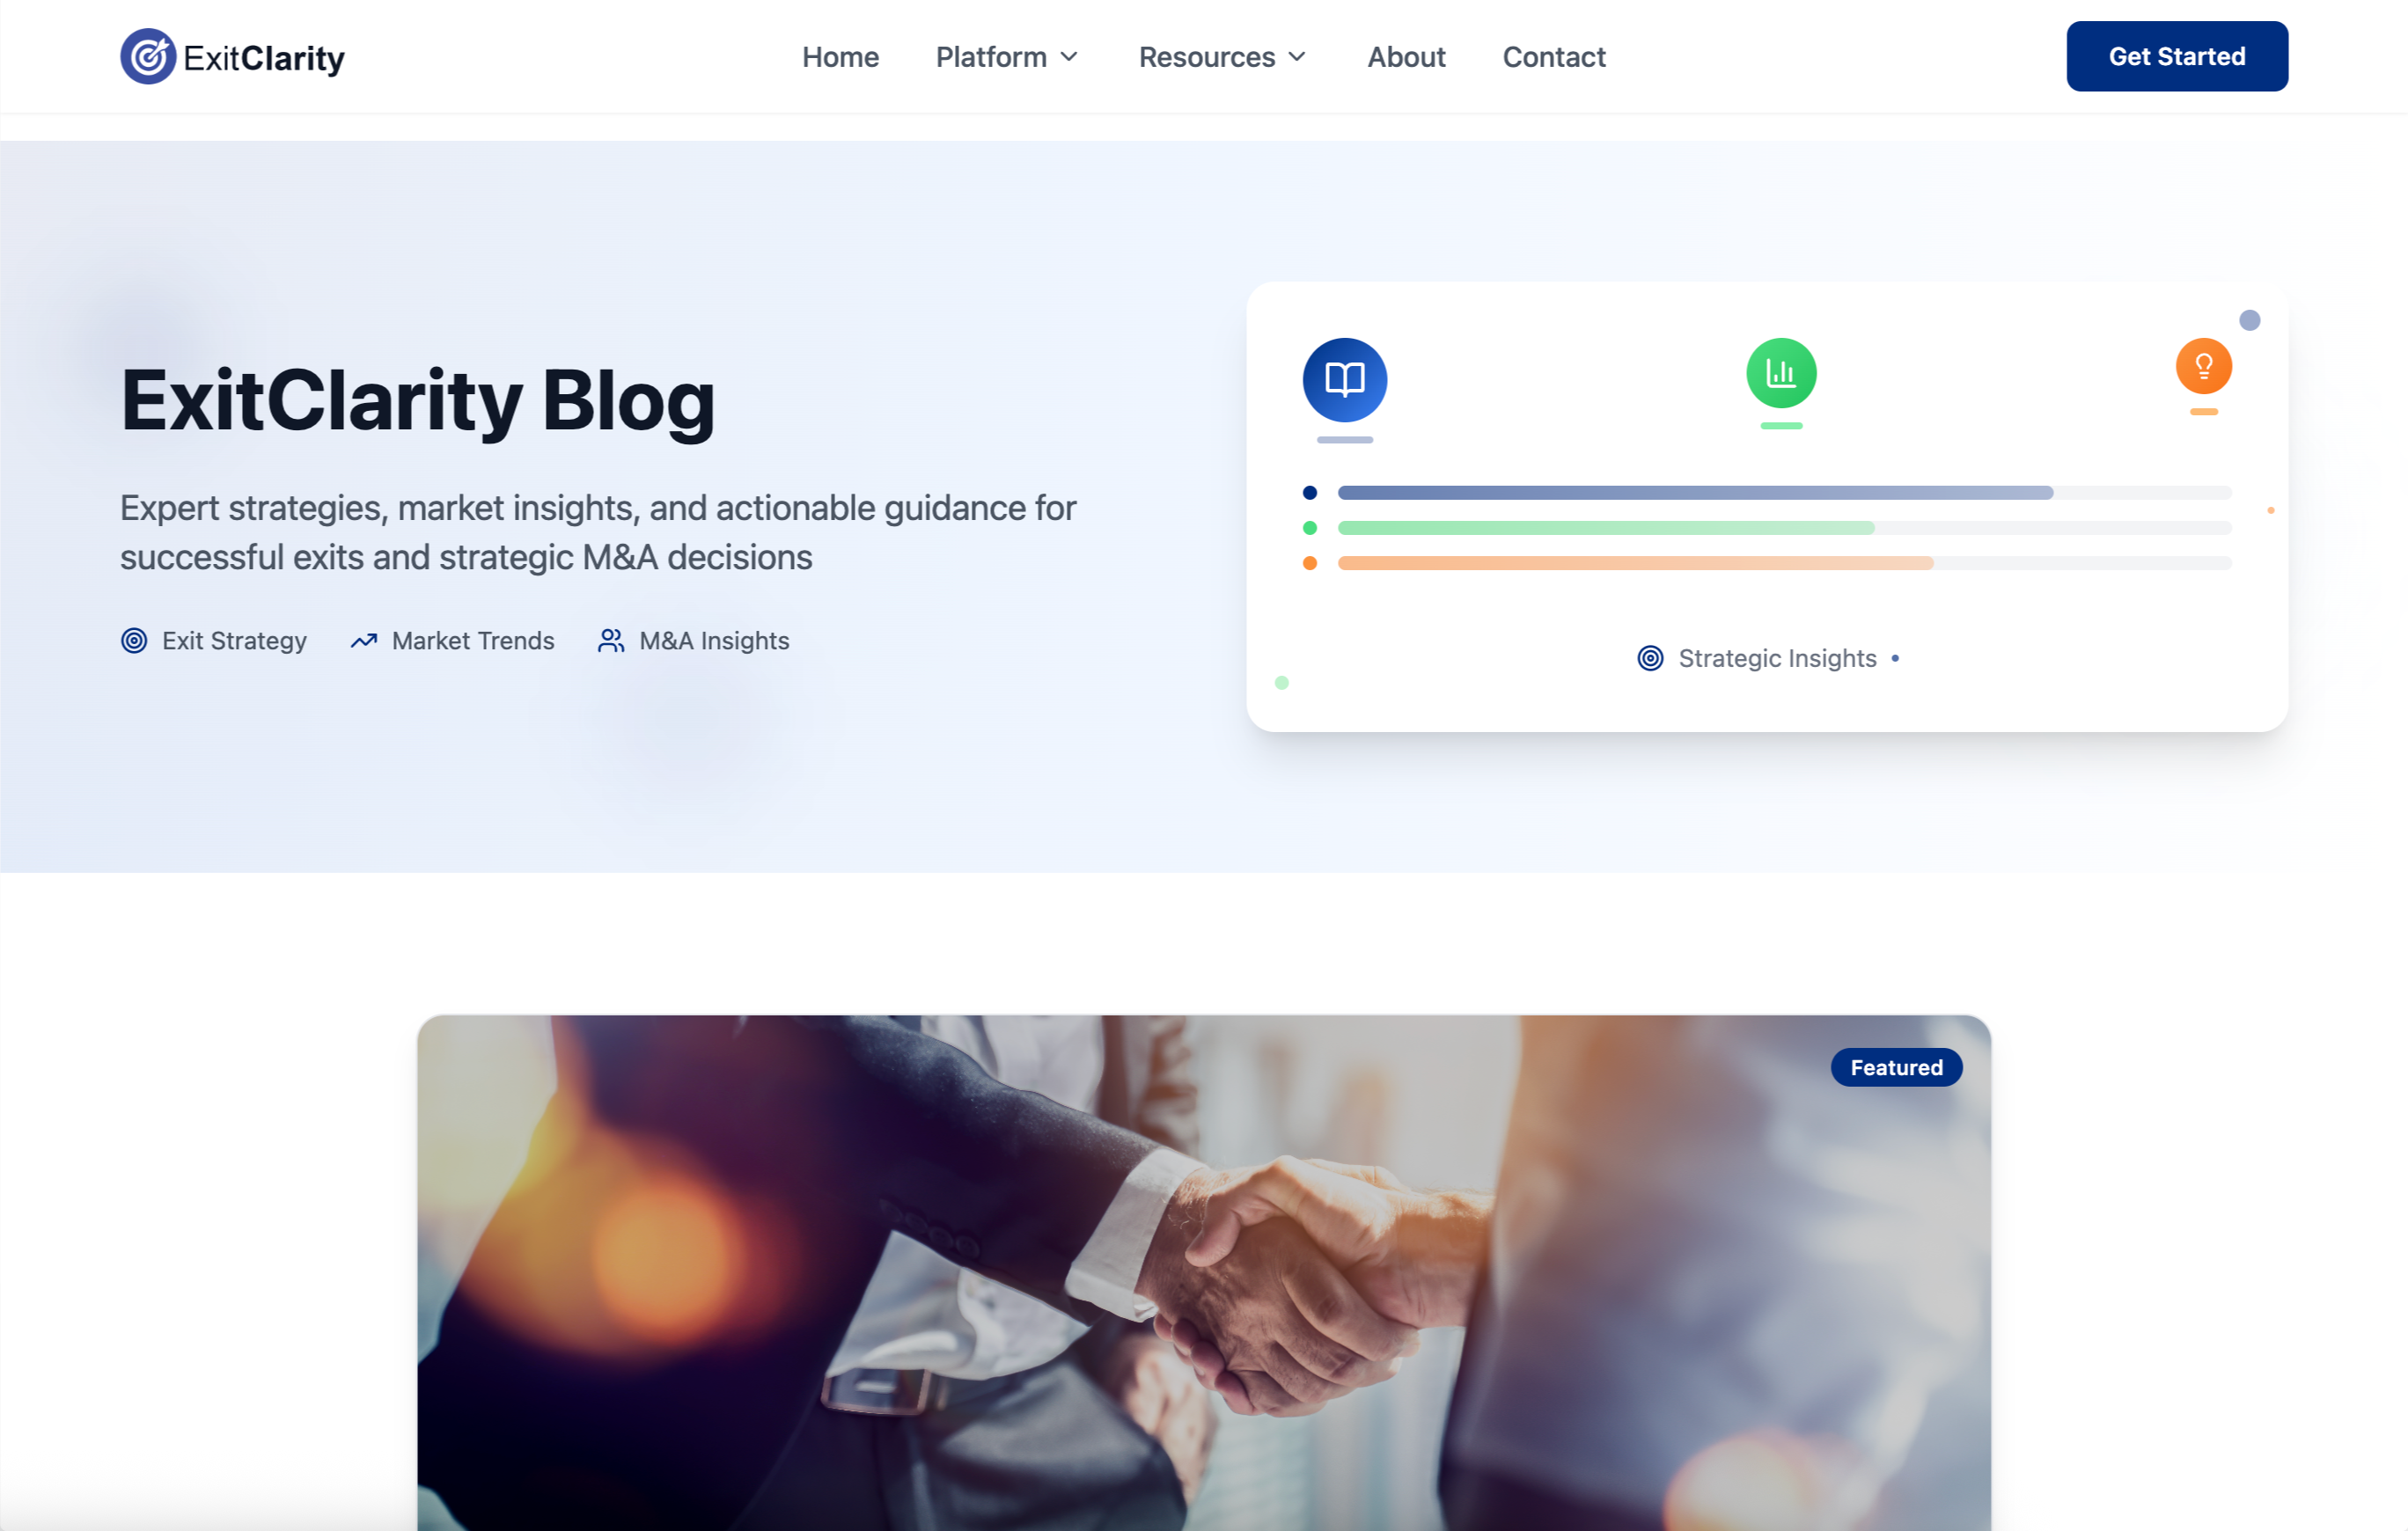 ExitClarity
Home
Platform
Resources
About
Contact
Get Started
ExitClarity Blog
Expert strategies, market insights, and actionable guidance for
successful exits and strategic M&A decisions
Exit Strategy
Market Trends
M&A Insights
Strategic Insights
Featured